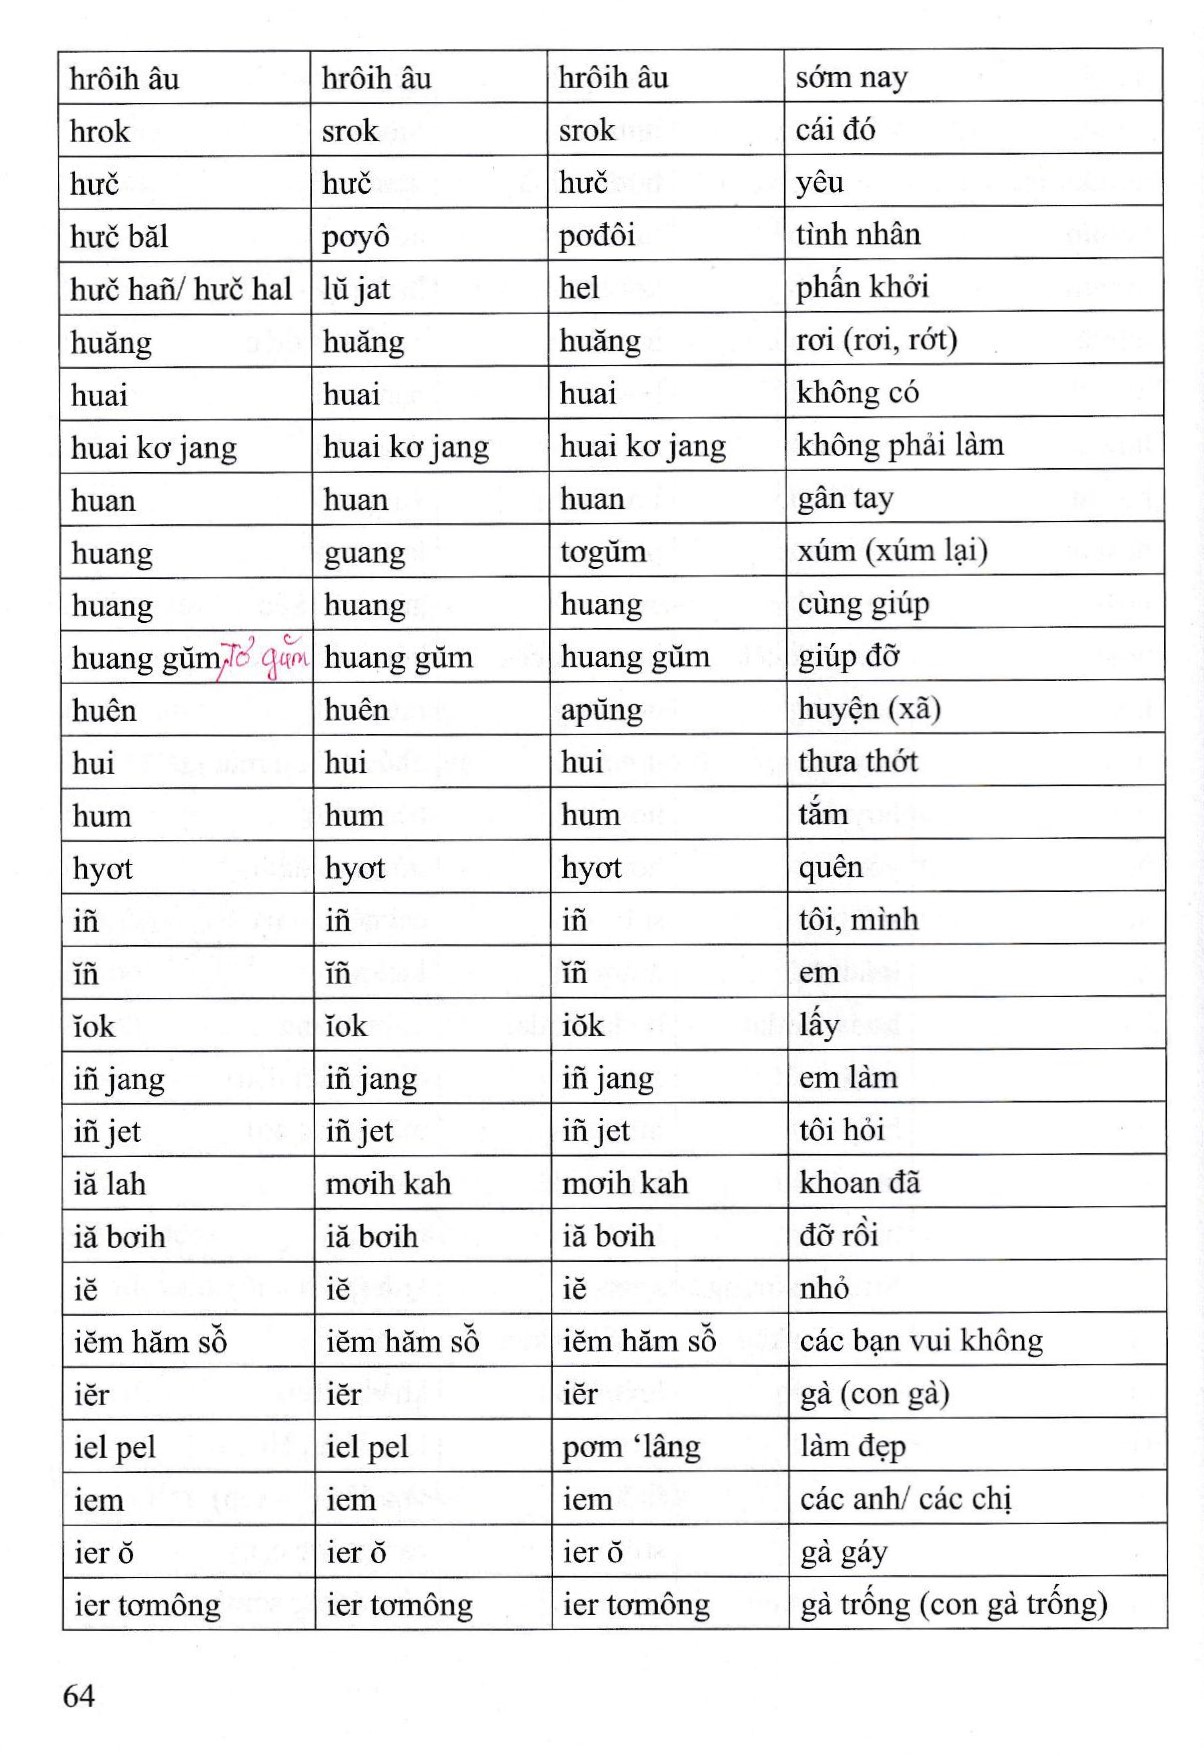 hrôih âu hrôih âu hrôih âu sớm nay
hrok srok srok cái đó
hưč hưč hưč yêu
hưč băl pơyô pơđôi tình nhân
hưč hañ/ hưč hal lŭ jat hel phấn khởi
huăng huăng huăng rơi (rơi, rớt)
huai huai huai không có
huai kơ jang huai kơ jang huai kơ jang không phải làm
huan huan huan gân tay
huang guang tơgŭm xúm (xúm lại)
huang huang huang cùng giúp
huang gŭm, huang gŭm huang gŭm giúp đỡ
huên huên apŭng huyện (xã)
hui hui hui thưa thớt
hum hum hum tắm
hyơt hyơt hyơt quên
iñ iñ iñ tôi, mình
ĭñ ĭñ ĭñ em
ĭok ĭok iŏk lấy
iñ jang iñ jang iñ jang em làm
iñ jet iñ jet iñ jet tôi hỏi
iă lah mơih kah mơih kah khoan đã
iă bơih iă bơih iă bơih đỡ rồi
iĕ iĕ iĕ nhỏ
iĕm hăm sô̆ iĕm hăm sô̆ iĕm hăm sô̆ các bạn vui không
iĕr iĕr iĕr gà (con gà)
iel pel iel pel pơm ‘lâng làm đẹp
iem iem iem các anh/ các chị
ier ŏ ier ŏ ier ŏ gà gáy
ier tơmông ier tơmông ier tơmông gà trống (con gà trống)
64